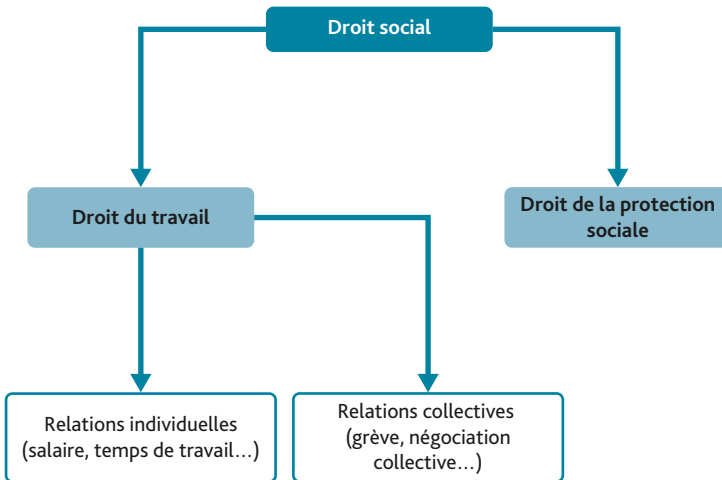 Droit social
Droit du travail
Droit de la protection
sociale
Relations individuelles
(salaire, temps de travail…)
Relations collectives
(grève, négociation
collective…)